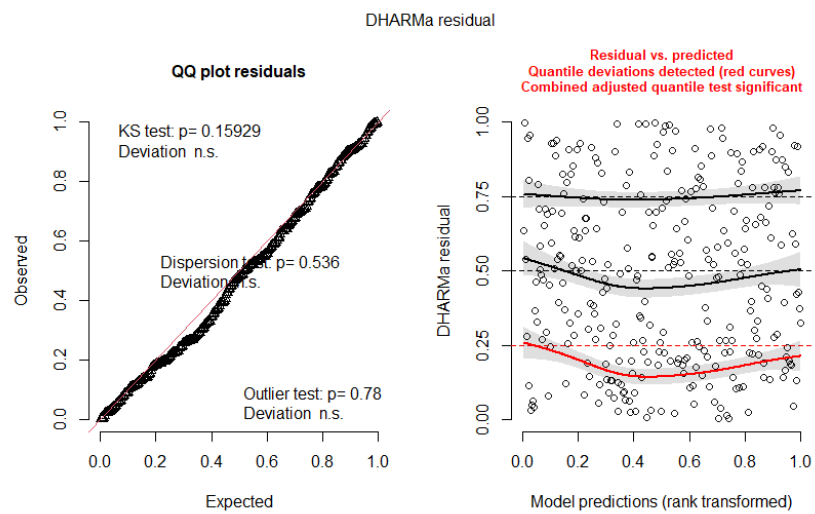 DHARMa residual
QQ plot residuals
KS test: p= 0.15929
Deviation n.s.
Dispersion test: p= 0.536
Deviation n.s.
Outlier test: p= 0.78
Deviation n.s.
Observed
0.0 0.2 0.4 0.6 0.8 1.0
0.0 0.2 0.4 0.6 0.8 1.0
Expected
Residual vs. predicted
Quantile deviations detected (red curves)
Combined adjusted quantile test significant
DHARMa residual
0.00 0.25 0.50 0.75 1.00
0.0 0.2 0.4 0.6 0.8 1.0
Model predictions (rank transformed)